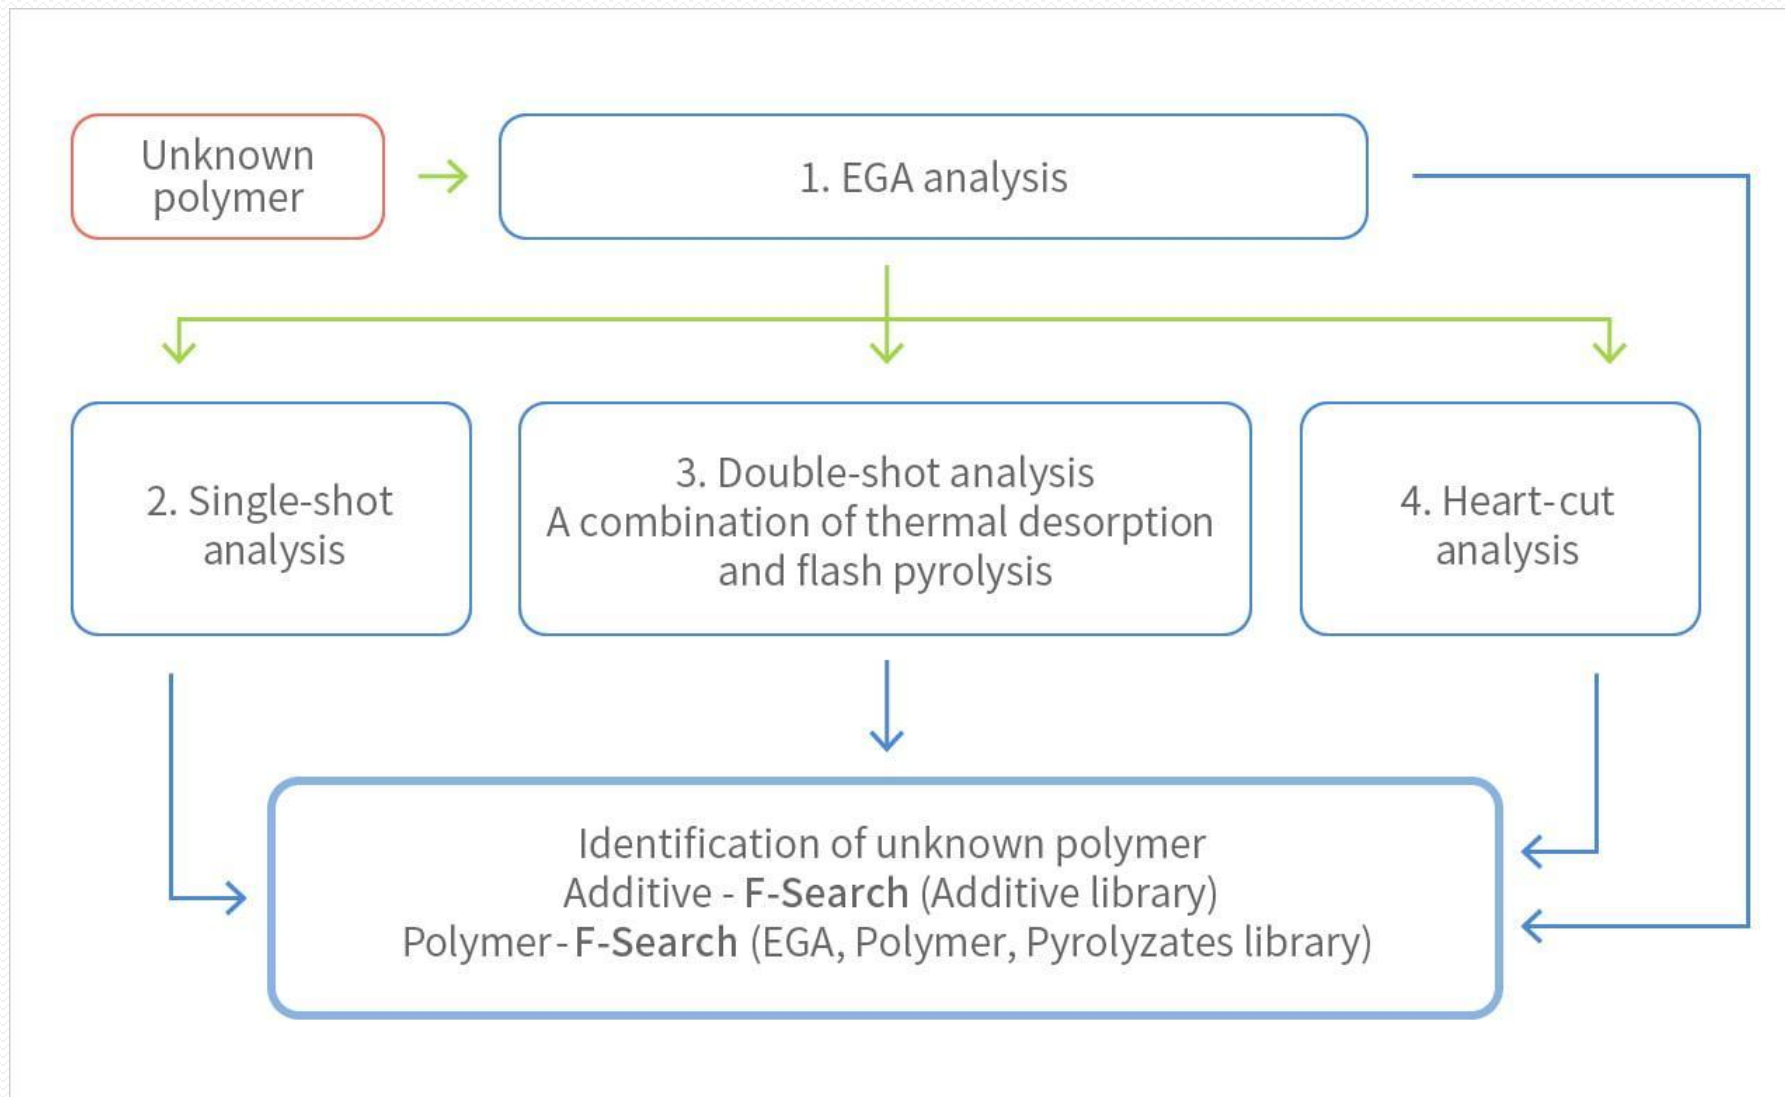 Unknown
polymer
1. EGA analysis
2. Single-shot
analysis
3. Double-shot analysis
A combination of thermal desorption
and flash pyrolysis
4. Heart-cut
analysis
Identification of unknown polymer
Additive - F-Search (Additive library)
Polymer - F-Search (EGA, Polymer, Pyrolyzates library)